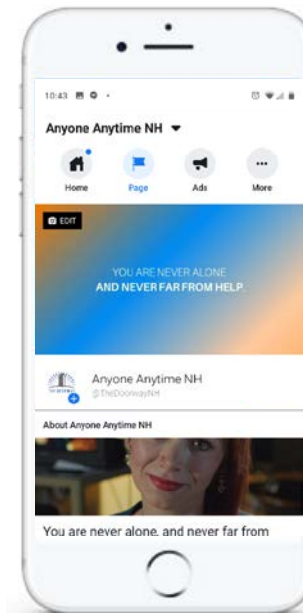 10:43
Anyone Anytime NH
Home Page Ads More
EDIT
YOU ARE NEVER ALONE
AND NEVER FAR FROM HELP.
Anyone Anytime NH
@TheDoorwayNH
About Anyone Anytime NH
You are never alone, and never far from